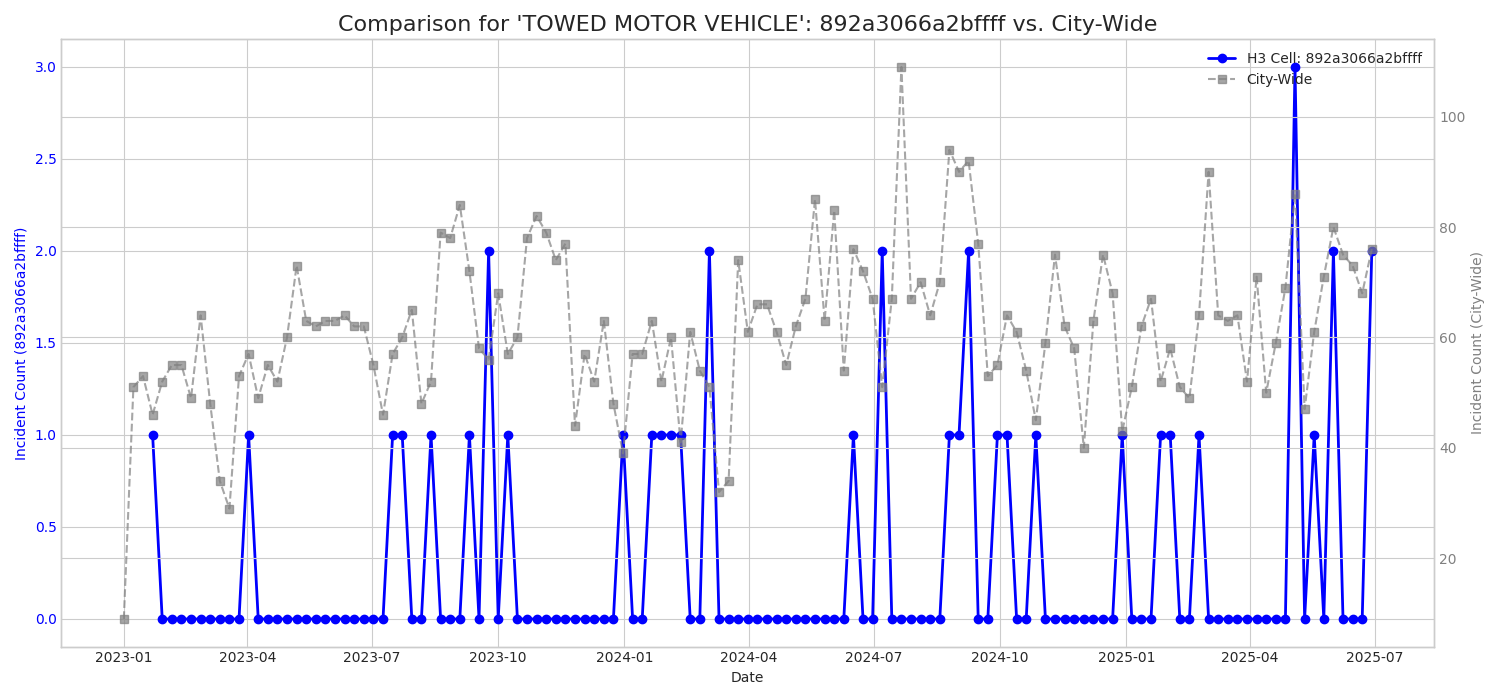 Comparison for 'TOWED MOTOR VEHICLE': 892a3066a2bffff vs. City-Wide
H3 Cell: 892a3066a2bffff
City-Wide
Incident Count (892a3066a2bffff)
3.0
2.5
2.0
1.5
1.0
0.5
0.0
100
80
60
40
20
Incident Count (City-Wide)
2023-01 2023-04 2023-07 2023-10 2024-01 2024-04 2024-07 2024-10 2025-01 2025-04 2025-07
Date